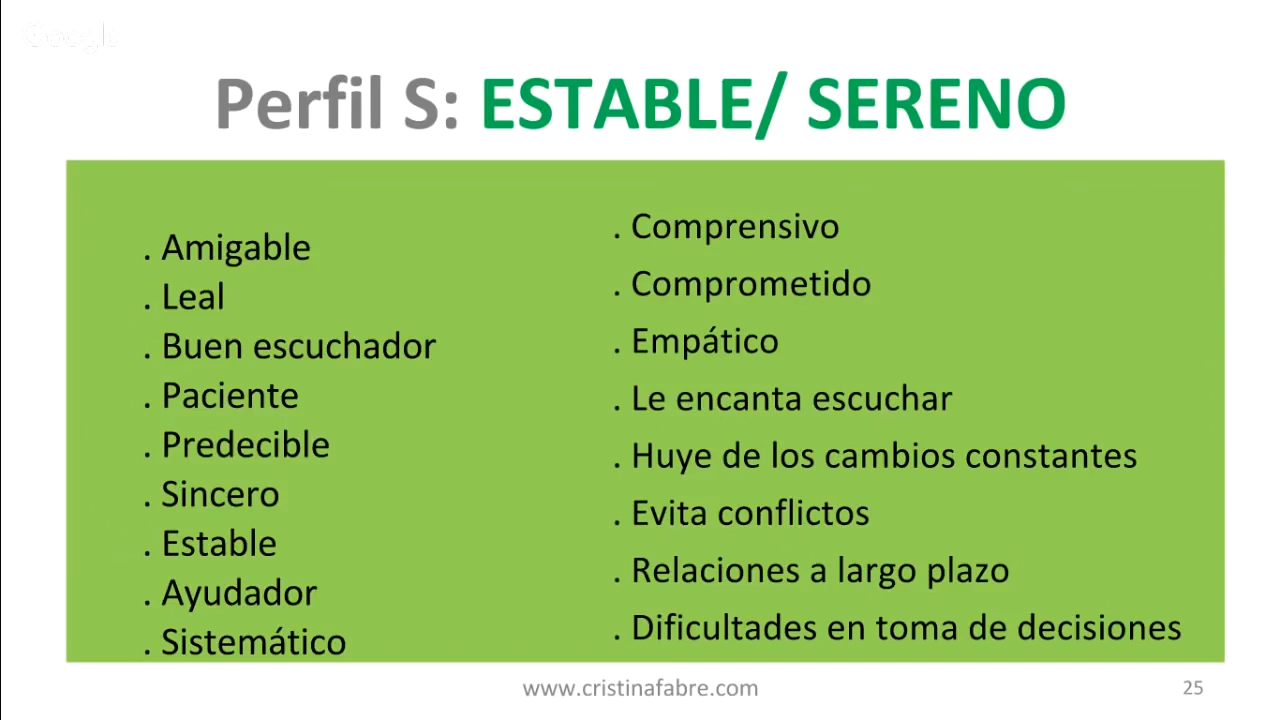 Google
Perfil S: ESTABLE/ SERENO
. Amigable
. Leal
. Buen escuchador
. Paciente
. Predecible
. Sincero
. Estable
. Ayudador
. Sistemático
. Comprensivo
. Comprometido
. Empático
. Le encanta escuchar
. Huye de los cambios constantes
. Evita conflictos
. Relaciones a largo plazo
. Dificultades en toma de decisiones
www.cristinafabre.com
25